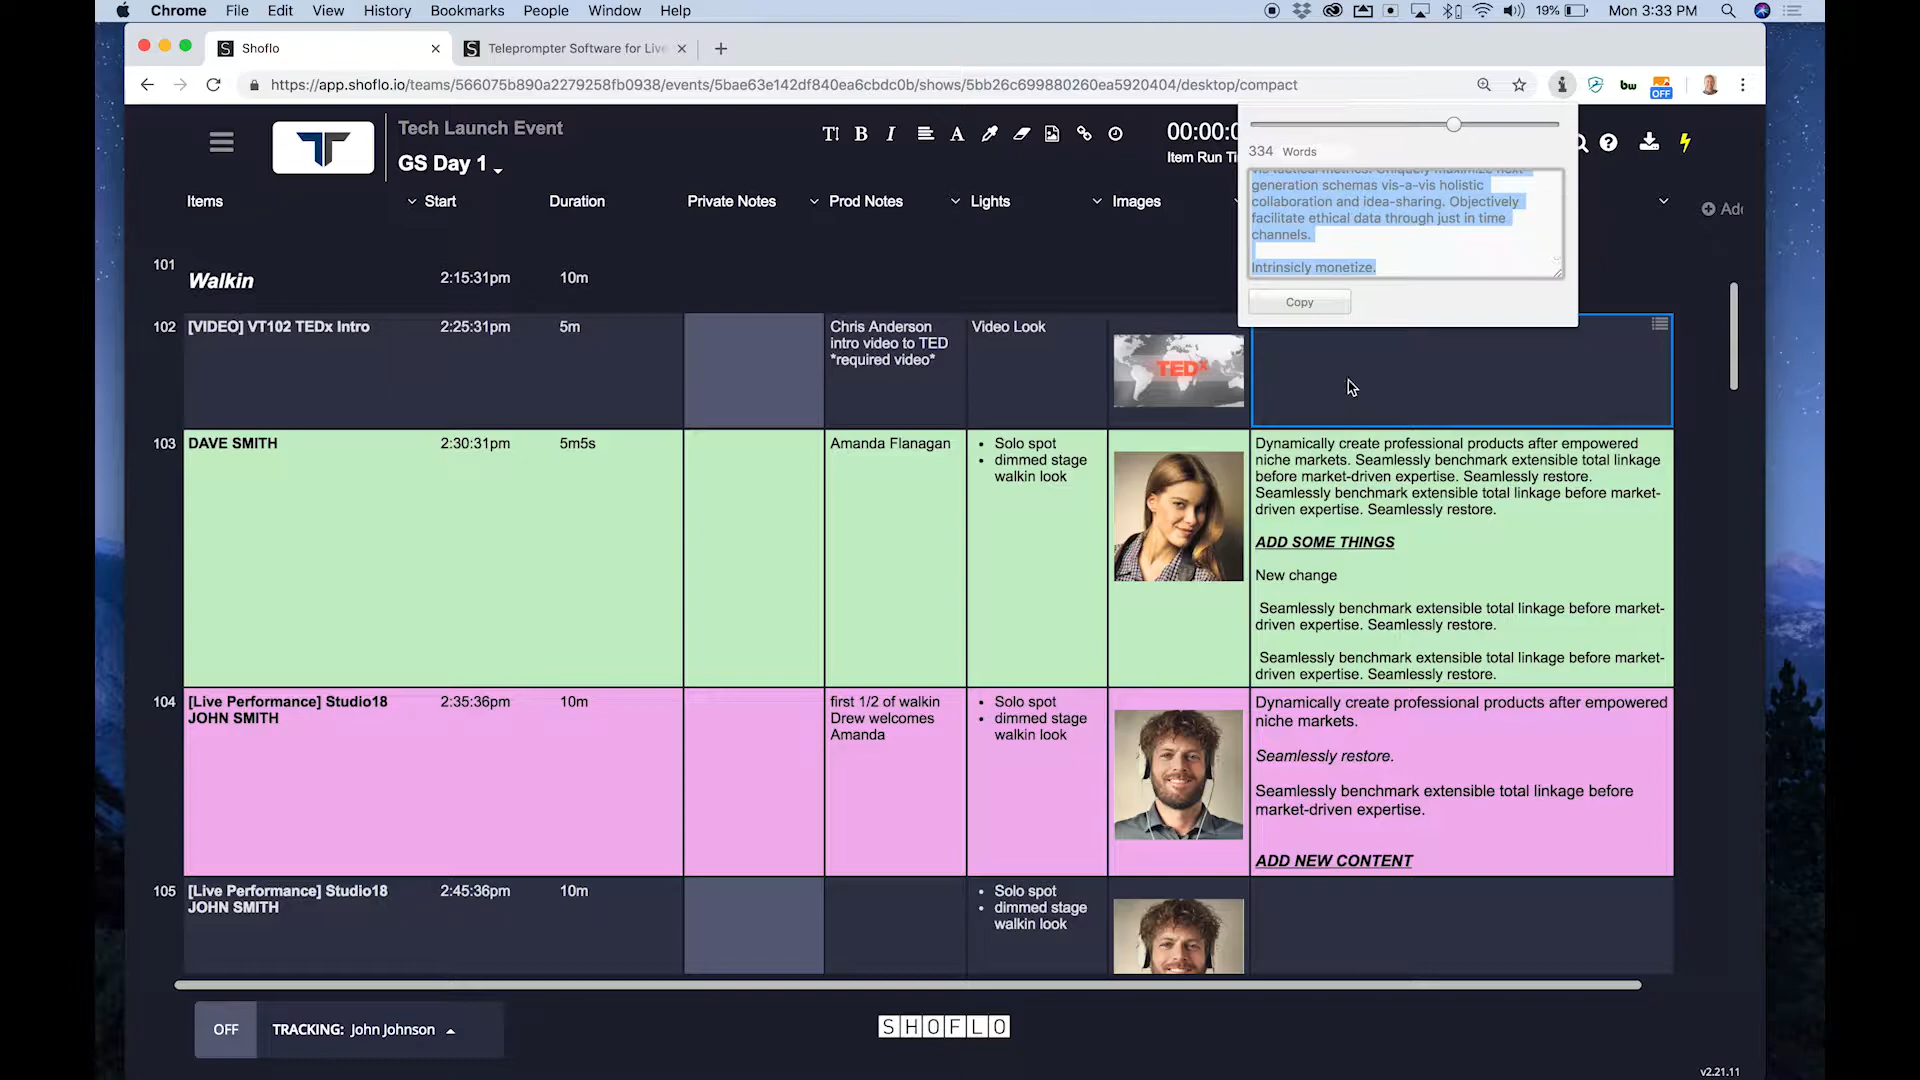 Chrome File Edit View History Bookmarks People Window Help 19% Mon 3:33 PM
Shoflo Teleprompter Software for Live
https://app.shoflo.io/teams/566075b890a2279258fb0938/events/5bae63e142df840ea6cbdc0b/shows/5bb26c699880260ea5920404/desktop/compact
bw OFF
Tech Launch Event
GS Day 1
00:00:0
Item Run Ti
334 Words
generation schemas vis-a-vis holistic
collaboration and idea-sharing. Objectively
facilitate ethical data through just in time
channels.
Intrinsicly monetize.
Copy
Items Start Duration Private Notes Prod Notes Lights Images
101 Walkin 2:15:31pm 10m
102 [VIDEO] VT102 TEDx Intro 2:25:31pm 5m
Chris Anderson
intro video to TED
*required video*
Video Look
TEDx
103 DAVE SMITH 2:30:31pm 5m5s Amanda Flanagan
• Solo spot
• dimmed stage
walkin look
Dynamically create professional products after empowered
niche markets. Seamlessly benchmark extensible total linkage
before market-driven expertise. Seamlessly restore.
Seamlessly benchmark extensible total linkage before market-
driven expertise. Seamlessly restore.
ADD SOME THINGS
New change
Seamlessly benchmark extensible total linkage before market-
driven expertise. Seamlessly restore.
Seamlessly benchmark extensible total linkage before market-
driven expertise. Seamlessly restore.
104 [Live Performance] Studio18
JOHN SMITH
2:35:36pm 10m
first 1/2 of walkin
Drew welcomes
Amanda
• Solo spot
• dimmed stage
walkin look
Dynamically create professional products after empowered
niche markets.
Seamlessly restore.
Seamlessly benchmark extensible total linkage before
market-driven expertise.
ADD NEW CONTENT
105 [Live Performance] Studio18
JOHN SMITH
2:45:36pm 10m
• Solo spot
• dimmed stage
walkin look
OFF TRACKING: John Johnson
SHOFLO
v2.21.11